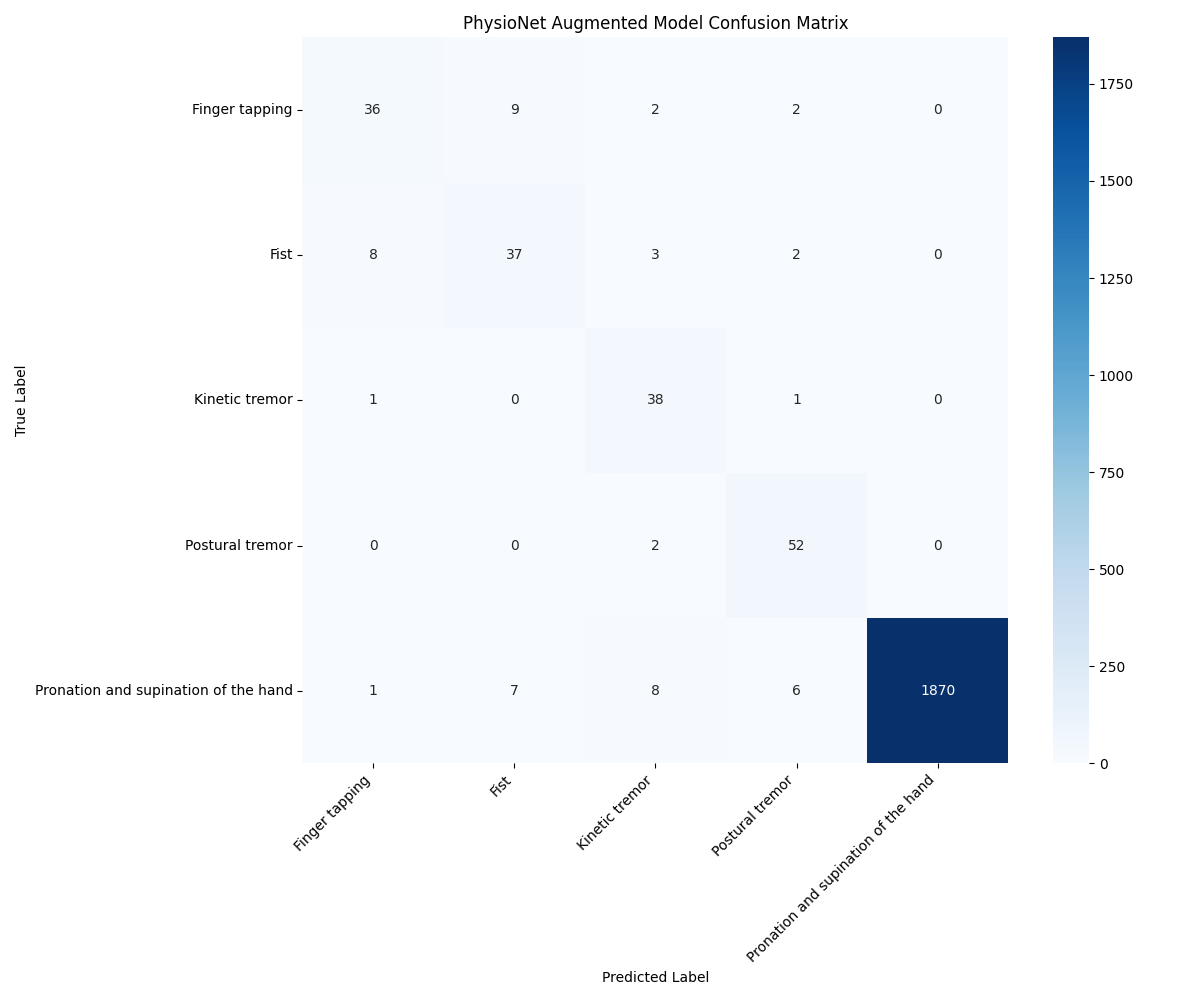 PhysioNet Augmented Model Confusion Matrix
Finger tapping 36 9 2 2 0
Fist 8 37 3 2 0
Kinetic tremor 1 0 38 1 0
Postural tremor 0 0 2 52 0
Pronation and supination of the hand 1 7 8 6 1870
True Label
Finger tapping
Fist
Kinetic tremor
Postural tremor
Pronation and supination of the hand
Predicted Label
1750
1500
1250
1000
750
500
250
0